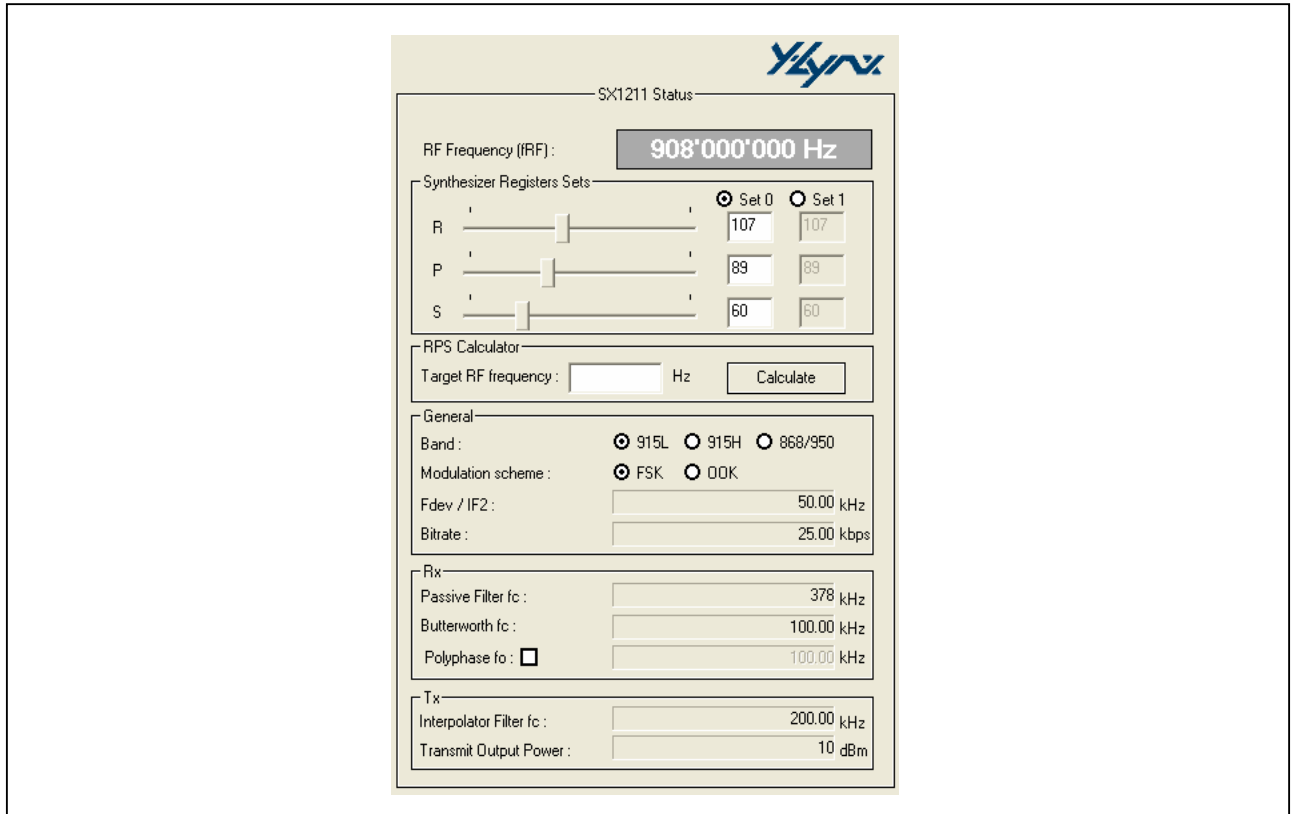 Y-Lynx
SX1211 Status
RF Frequency (fRF) : 908'000'000 Hz
Synthesizer Registers Sets
Set 0 Set 1
R 107 107
P 89 89
S 60 60
RPS Calculator
Target RF frequency : Hz Calculate
General
Band : 915L 915H 868/950
Modulation scheme : FSK OOK
Fdev / IF2 : 50.00 kHz
Bitrate : 25.00 kbps
Rx
Passive Filter fc : 378 kHz
Butterworth fc : 100.00 kHz
Polyphase fo : 100.00 kHz
Tx
Interpolator Filter fc : 200.00 kHz
Transmit Output Power : 10 dBm